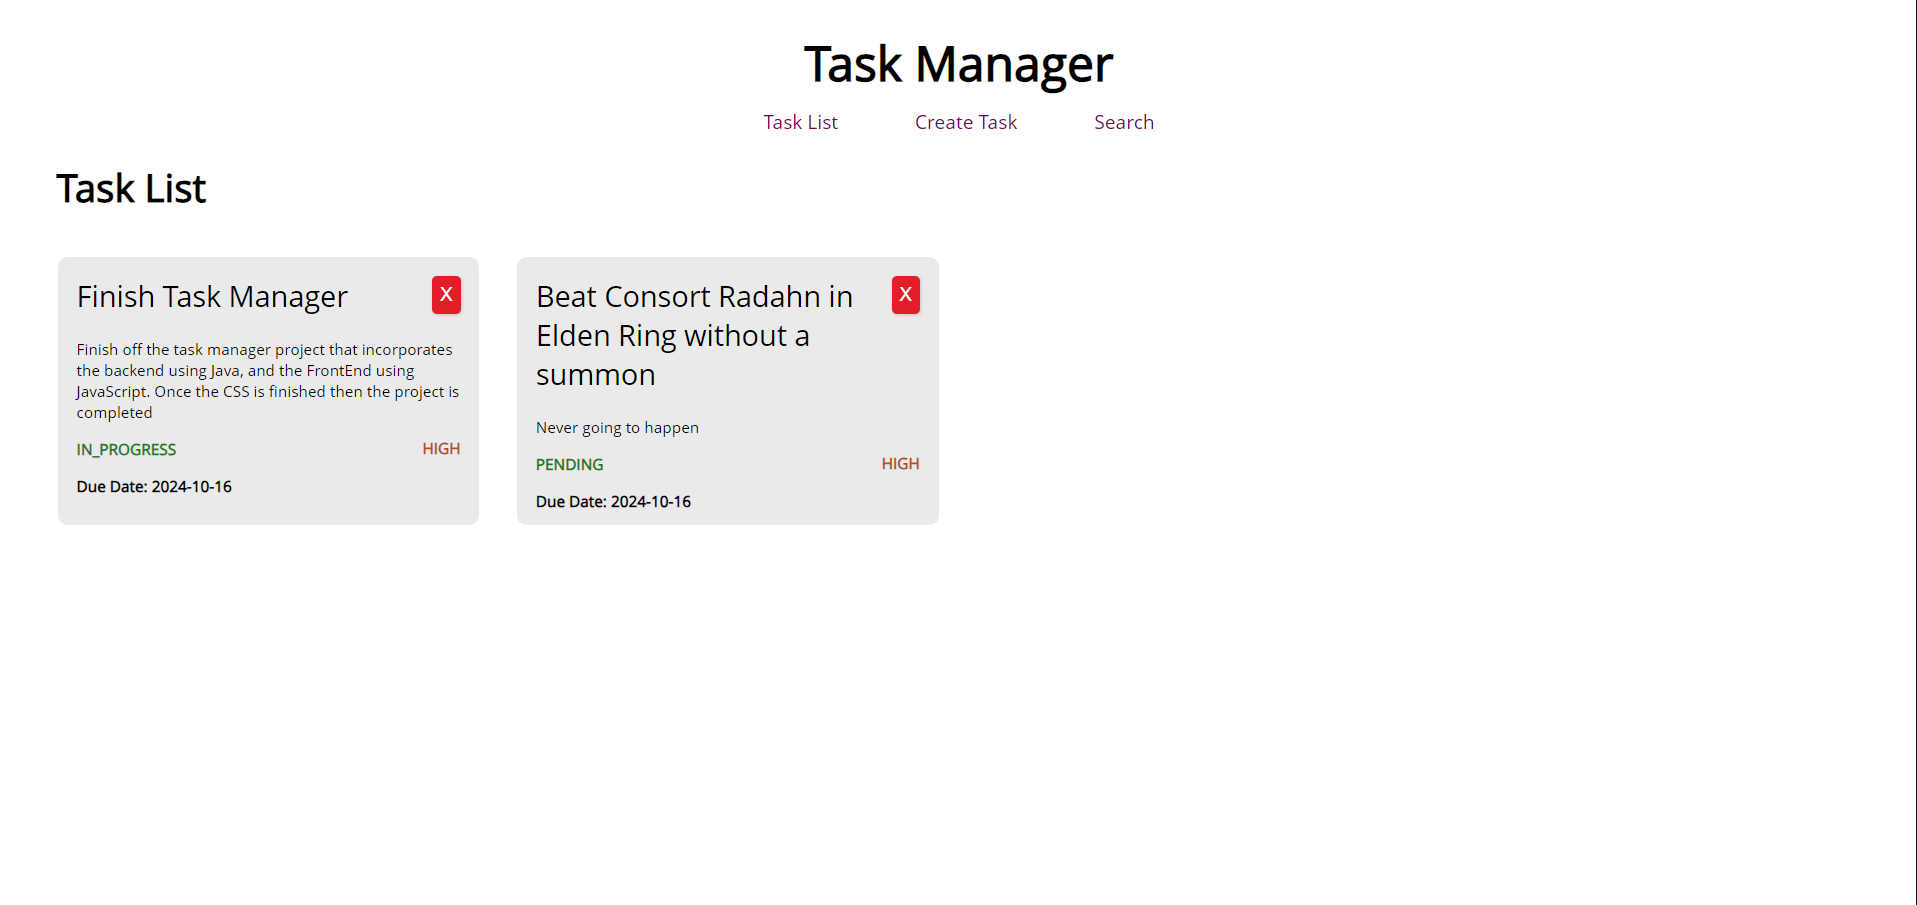 Task Manager
Task List
Create Task
Search
Task List
Finish Task Manager
X
Finish off the task manager project that incorporates
the backend using Java, and the FrontEnd using
JavaScript. Once the CSS is finished then the project is
completed
IN_PROGRESS
HIGH
Due Date: 2024-10-16
Beat Consort Radahn in
Elden Ring without a
summon
X
Never going to happen
PENDING
HIGH
Due Date: 2024-10-16